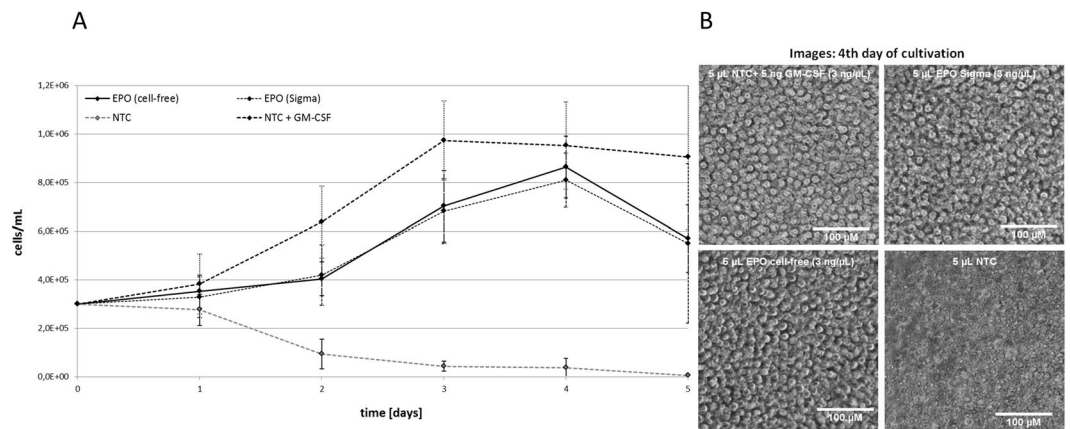 A
1,2E+06
1,0E+06
8,0E+05
6,0E+05
4,0E+05
2,0E+05
0,0E+00
cells/mL
EPO (cell-free)
EPO (Sigma)
NTC
NTC + GM-CSF
0
1
2
3
4
5
time [days]
B
Images: 4th day of cultivation
5 µL NTC+ 5 ng GM-CSF (3 ng/µL)
100 µM
5 µL EPO Sigma (3 ng/µL)
100 µM
5 µL EPO cell-free (3 ng/µL)
100 µM
5 µL NTC
100 µM